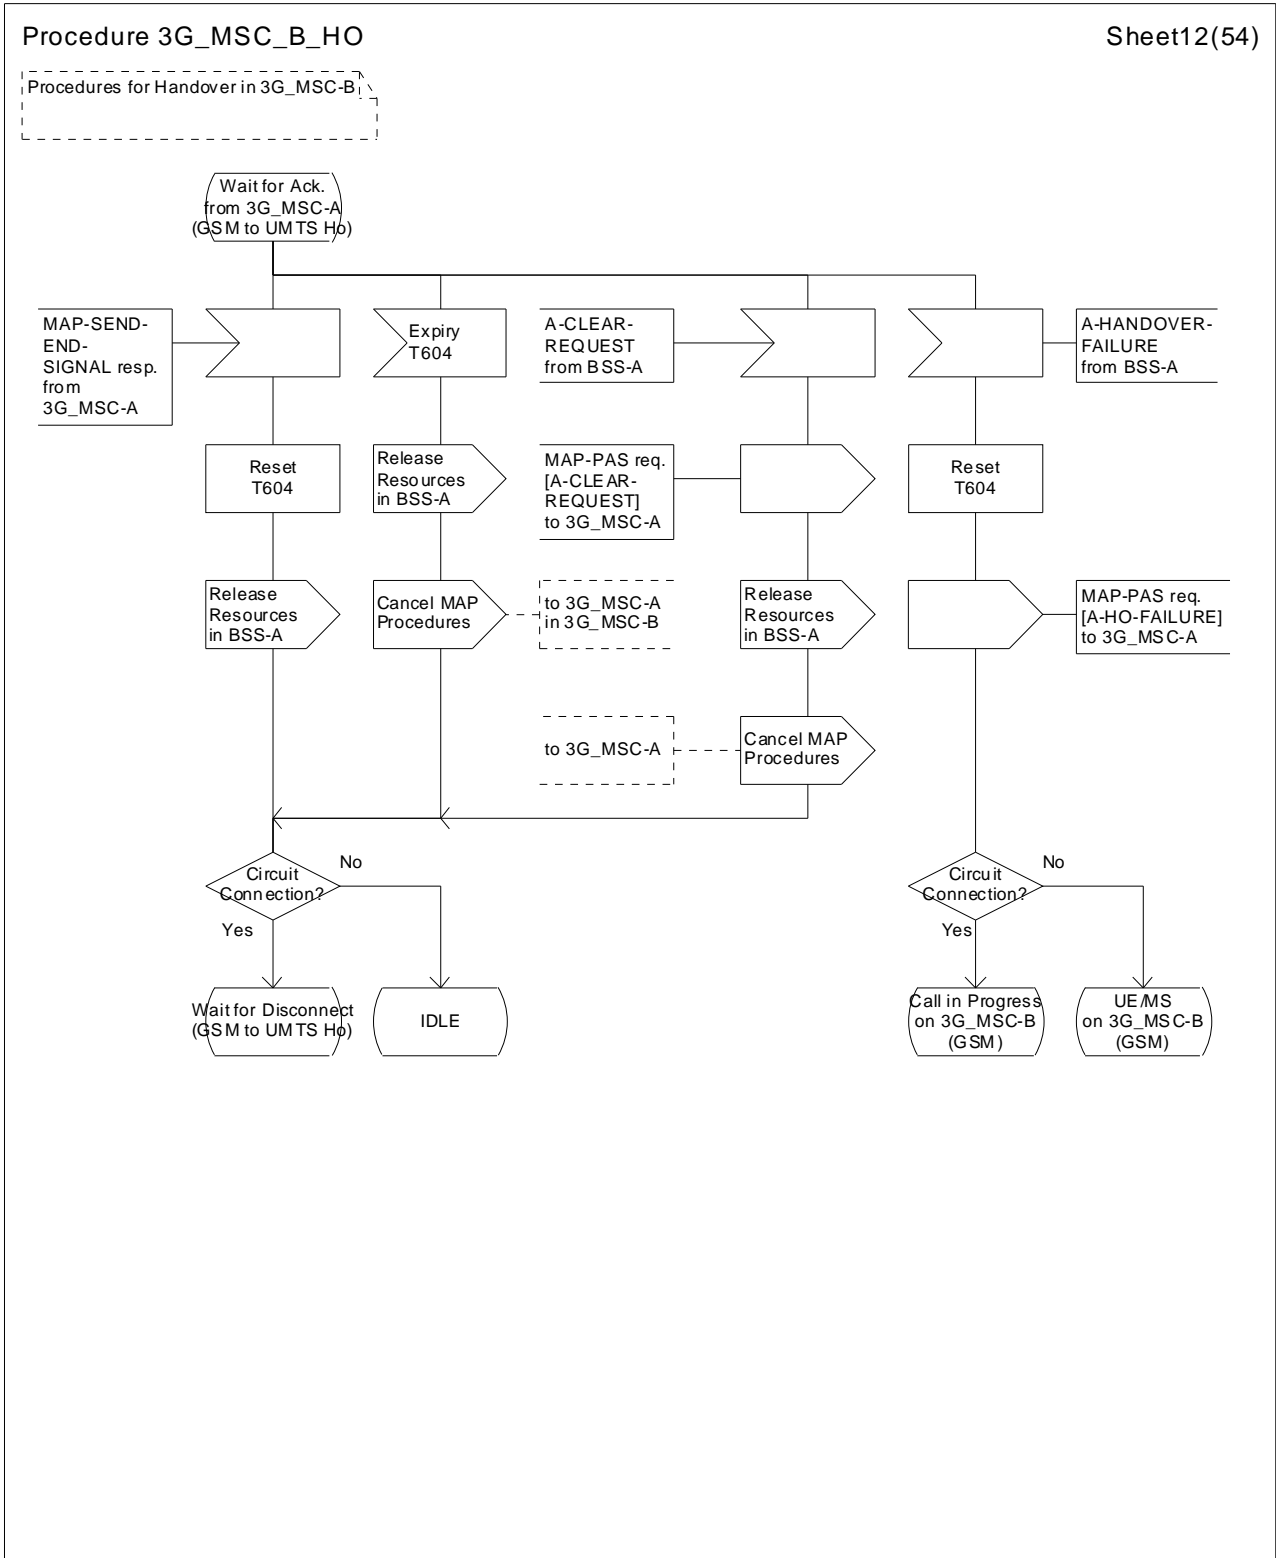 Procedure 3G_MSC_B_HO
Sheet12(54)
Procedures for Handover in 3G_MSC-B
Wait for Ack.
from 3G_MSC-A
(GSM to UMTS Ho)
MAP-SEND-
END-
SIGNAL resp.
from
3G_MSC-A
Expiry
T604
A-CLEAR-
REQUEST
from BSS-A
A-HANDOVER-
FAILURE
from BSS-A
Reset
T604
Release
Resources
in BSS-A
MAP-PAS req.
[A-CLEAR-
REQUEST]
to 3G_MSC-A
Reset
T604
Release
Resources
in BSS-A
Cancel MAP
Procedures
to 3G_MSC-A
in 3G_MSC-B
Release
Resources
in BSS-A
MAP-PAS req.
[A-HO-FAILURE]
to 3G_MSC-A
to 3G_MSC-A
Cancel MAP
Procedures
Circuit
Connection?
No
Yes
Circuit
Connection?
No
Yes
Wait for Disconnect
(GSM to UMTS Ho)
IDLE
Call in Progress
on 3G_MSC-B
(GSM)
UE/MS
on 3G_MSC-B
(GSM)